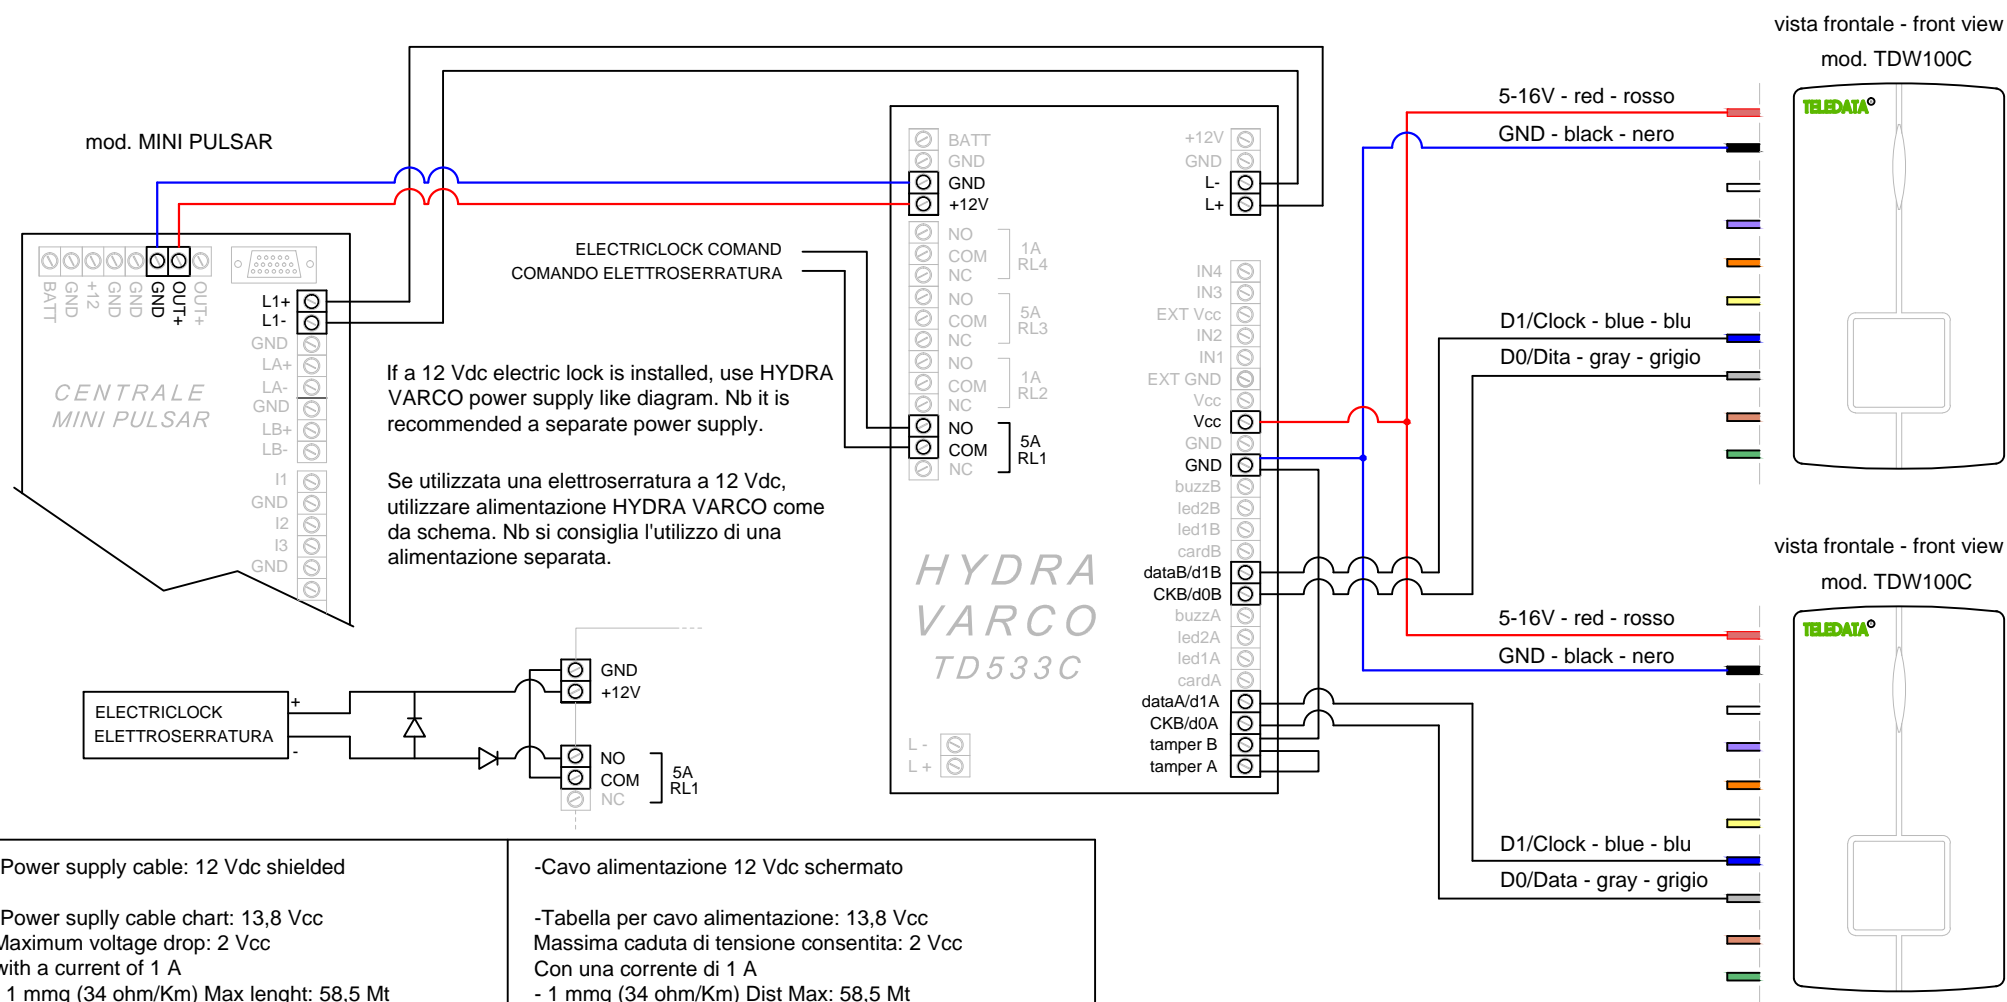 vista frontale - front view
mod. TDW100C
TELEDATA
5-16V - red - rosso
GND - black - nero
D1/Clock - blue - blu
D0/Dita - gray - grigio
vista frontale - front view
mod. TDW100C
TELEDATA
5-16V - red - rosso
GND - black - nero
D1/Clock - blue - blu
D0/Data - gray - grigio
mod. MINI PULSAR
BATT
GND
+12
GND
GND
GND
OUT+
OUT+
L1+
L1-
GND
LA+
LA-
GND
LB+
LB-
I1
GND
I2
I3
GND
CENTRALE
MINI PULSAR
ELECTRICLOCK COMAND
COMANDO ELETTROSERRATURA
If a 12 Vdc electric lock is installed, use HYDRA
VARCO power supply like diagram. Nb it is
recommended a separate power supply.
Se utilizzata una elettroserratura a 12 Vdc,
utilizzare alimentazione HYDRA VARCO come
da schema. Nb si consiglia l'utilizzo di una
alimentazione separata.
BATT
GND
GND
+12V
NO
COM
NC
1A
RL4
NO
COM
NC
5A
RL3
NO
COM
NC
1A
RL2
NO
COM
NC
5A
RL1
+12V
GND
L-
L+
IN4
IN3
EXT Vcc
IN2
IN1
EXT GND
Vcc
Vcc
GND
GND
buzzB
led2B
led1B
cardB
dataB/d1B
CKB/d0B
buzzA
led2A
led1A
cardA
dataA/d1A
CKB/d0A
tamper B
tamper A
HYDRA
VARCO
TD533C
L -
L +
ELECTRICLOCK
ELETTROSERRATURA
+
-
GND
+12V
NO
COM
NC
5A
RL1
Power supply cable: 12 Vdc shielded
Power suplly cable chart: 13,8 Vcc
Maximum voltage drop: 2 Vcc
with a current of 1 A
1 mmq (34 ohm/Km) Max lenght: 58,5 Mt
-Cavo alimentazione 12 Vdc schermato
-Tabella per cavo alimentazione: 13,8 Vcc
Massima caduta di tensione consentita: 2 Vcc
Con una corrente di 1 A
- 1 mmq (34 ohm/Km) Dist Max: 58,5 Mt